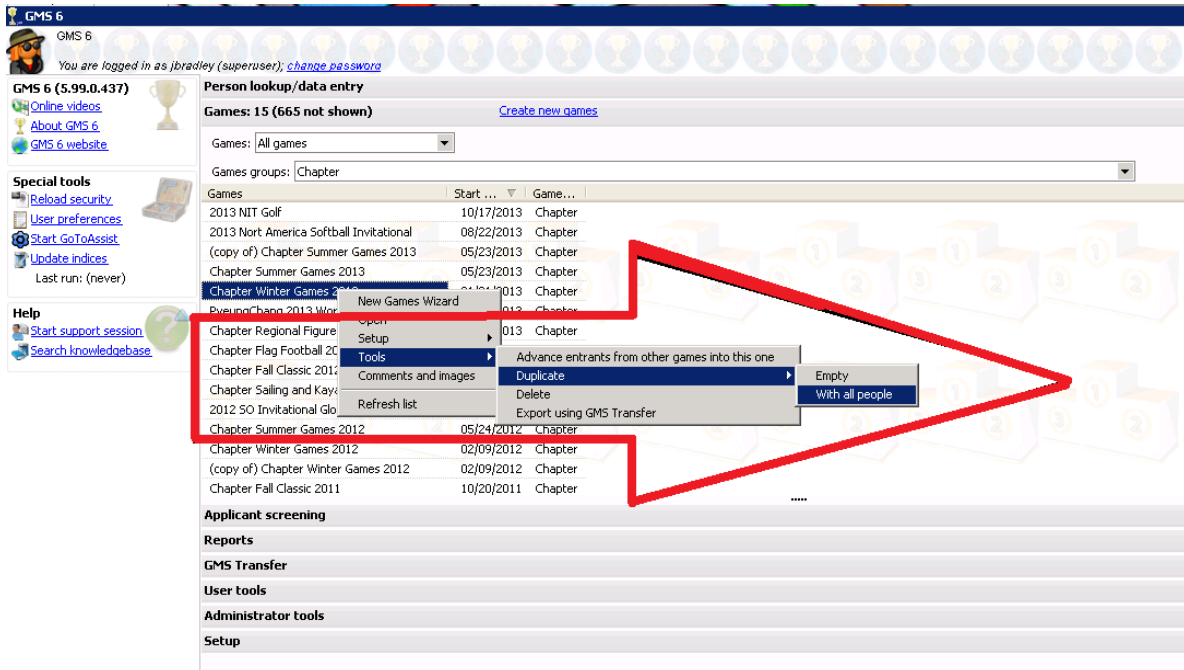 GMS 6
GMS 6
You are logged in as jbradley (superuser); change password
GMS 6 (5.99.0.437)
Online videos
About GMS 6
GMS 6 website
Special tools
Reload security
User preferences
Start GoToAssist
Update indices
Last run: (never)
Help
Start support session
Search knowledgebase
Person lookup/data entry
Games: 15 (665 not shown) Create new games
Games: All games
Games groups: Chapter
Games Start ... Game...
2013 NIT Golf 10/17/2013 Chapter
2013 Nort America Softball Invitational 08/22/2013 Chapter
(copy of) Chapter Summer Games 2013 05/23/2013 Chapter
Chapter Summer Games 2013 05/23/2013 Chapter
Chapter Winter Games Chapter
PyeungChang 2013 Chapter
Chapter Regional Figure 013 Chapter
Chapter Flag Football
Chapter Fall Classic 2012
Chapter Sailing and
2012 SO Invitational
Chapter Summer Games 2012 05/24/2012 Chapter
Chapter Winter Games 2012 02/09/2012 Chapter
(copy of) Chapter Winter Games 2012 02/09/2012 Chapter
Chapter Fall Classic 2011 10/20/2011 Chapter
New Games Wizard
Open
Setup
Tools
Comments and images
Refresh list
Advance entrants from other games into this one
Duplicate
Delete
Export using GMS Transfer
Empty
With all people
Applicant screening
Reports
GMS Transfer
User tools
Administrator tools
Setup